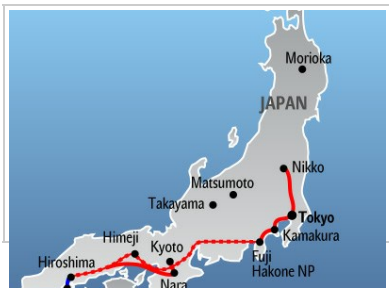 Morioka
JAPAN
Nikko
Matsumoto
Takayama
Tokyo
Kamakura
Himeji
Kyoto
Fuji
Hakone NP
Hiroshima
Nara